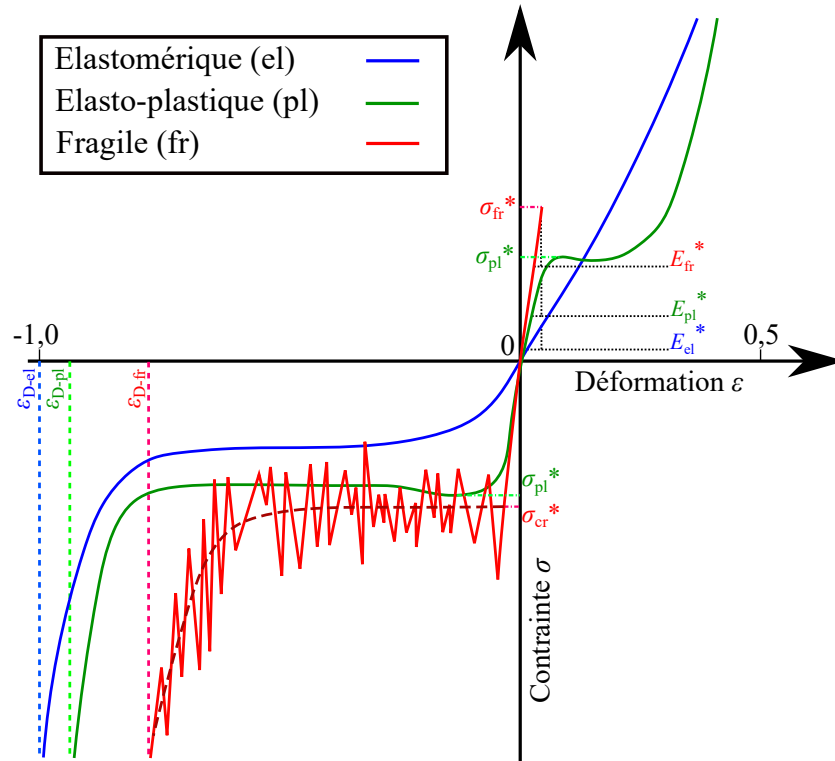 Elastomérique (el)
Elasto-plastique (pl)
Fragile (fr)
σfr*
σpl*
Efr*
Epl*
Eel*
-1,0
0
0,5
Déformation ε
εD-el
εD-pl
εD-fr
σpl*
σcr*
Contrainte σ